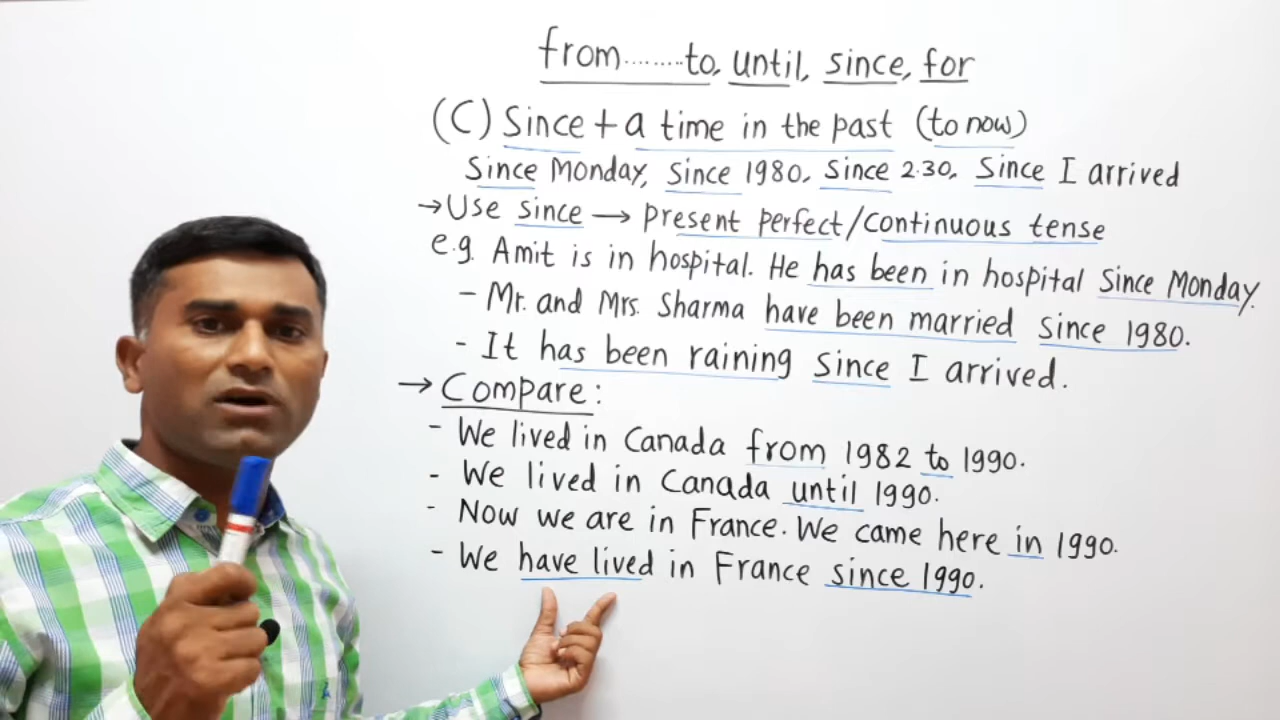 from........to, until, since, for
(C) Since + a time in the past (to now)
Since Monday, Since 1980, Since 2.30, Since I arrived
→ Use since → present perfect/continuous tense
e.g. Amit is in hospital. He has been in hospital since Monday.
- Mr. and Mrs. Sharma have been married since 1980.
- It has been raining since I arrived.
→ Compare:
- We lived in Canada from 1982 to 1990.
- We lived in Canada until 1990.
- Now we are in France. We came here in 1990.
- We have lived in France since 1990.